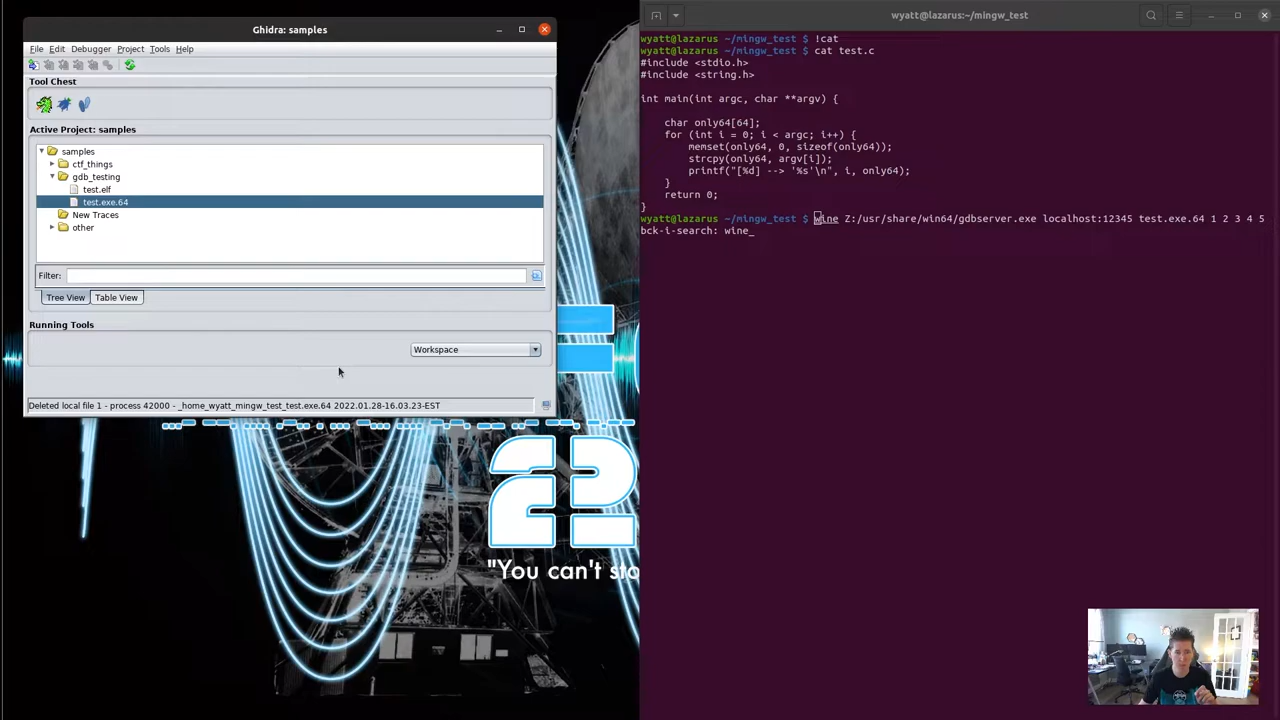 Ghidra: samples
File Edit Debugger Project Tools Help
Tool Chest
Active Project: samples
samples
ctf_things
gdb_testing
test.elf
test.exe.64
New Traces
other
Filter:
Tree View Table View
Running Tools
Workspace
Deleted local file 1 - process 42000 - _home_wyatt_mingw_test_test.exe.64 2022.01.28-16.03.23-EST
22
"You can't sto
wyatt@lazarus:~/mingw_test
wyatt@lazarus ~/mingw_test $ !cat
wyatt@lazarus ~/mingw_test $ cat test.c
#include <stdio.h>
#include <string.h>
int main(int argc, char **argv) {
char only64[64];
for (int i = 0; i < argc; i++) {
memset(only64, 0, sizeof(only64));
strcpy(only64, argv[i]);
printf("[%d] --> '%s'\n", i, only64);
}
return 0;
}
wyatt@lazarus ~/mingw_test $ wine Z:/usr/share/win64/gdbserver.exe localhost:12345 test.exe.64 1 2 3 4 5
bck-i-search: wine_